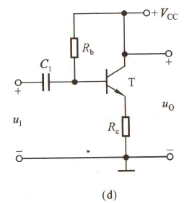 +V_CC
R_b
C_1
+
+
T
u_I
u_O
R_e
−
−
(d)